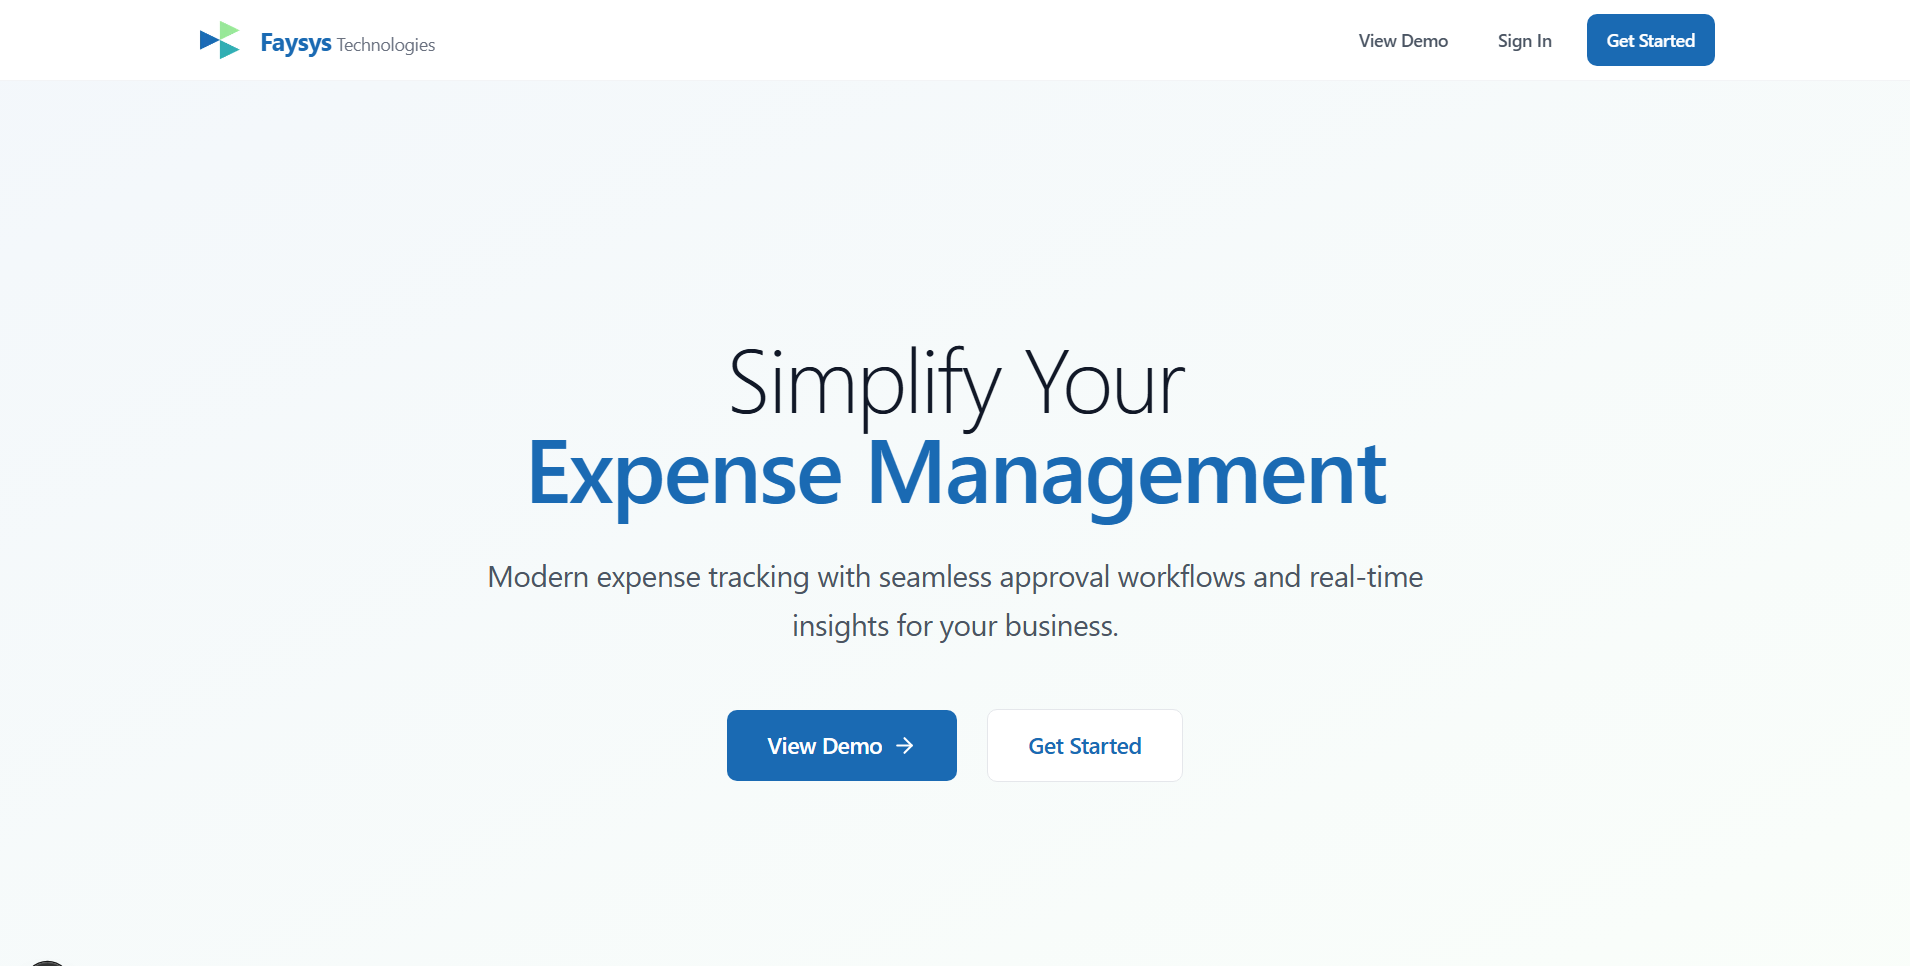 Faysys Technologies
View Demo
Sign In
Get Started
Simplify Your
Expense Management
Modern expense tracking with seamless approval workflows and real-time
insights for your business.
View Demo →
Get Started